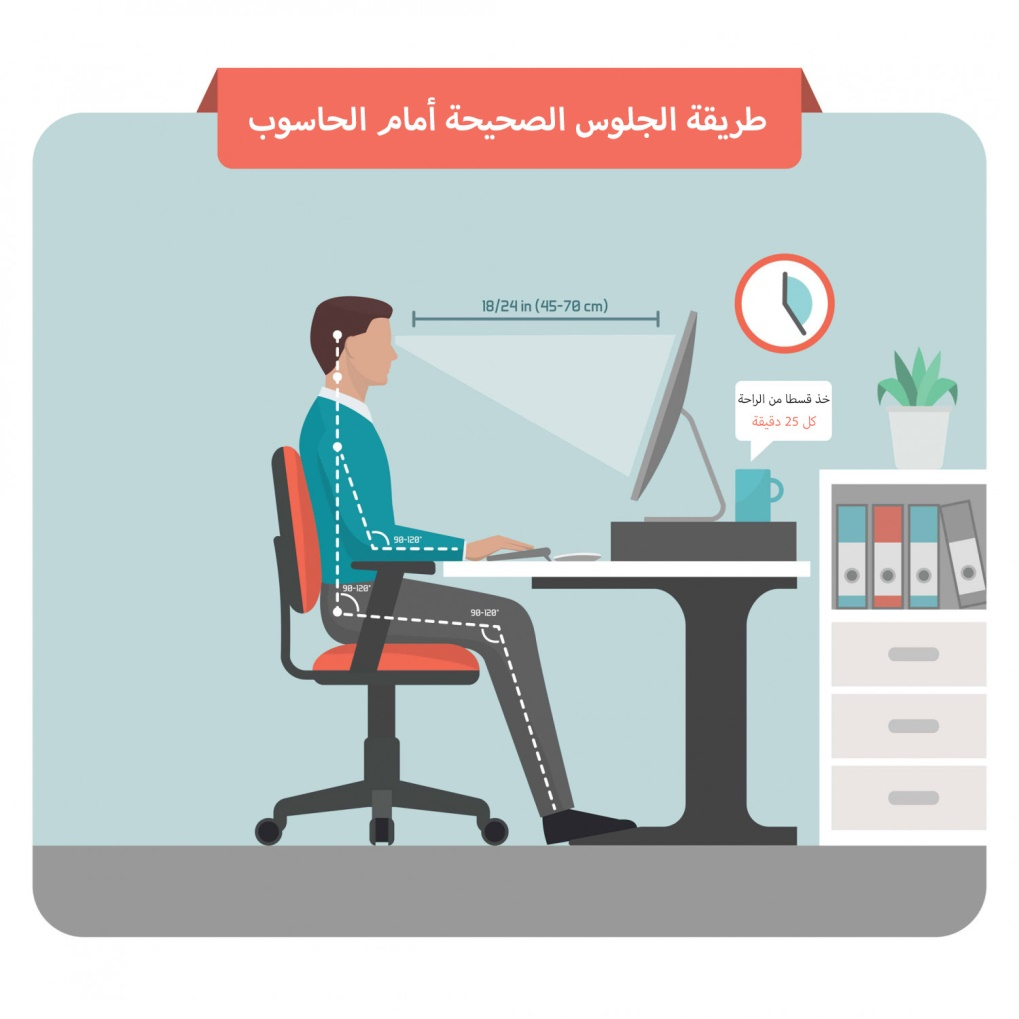 طريقة الجلوس الصحيحة أمام الحاسوب
18/24 in (45-70 cm)
خذ قسطا من الراحة
كل 25 دقيقة
90-120°
90-120°
90-120°